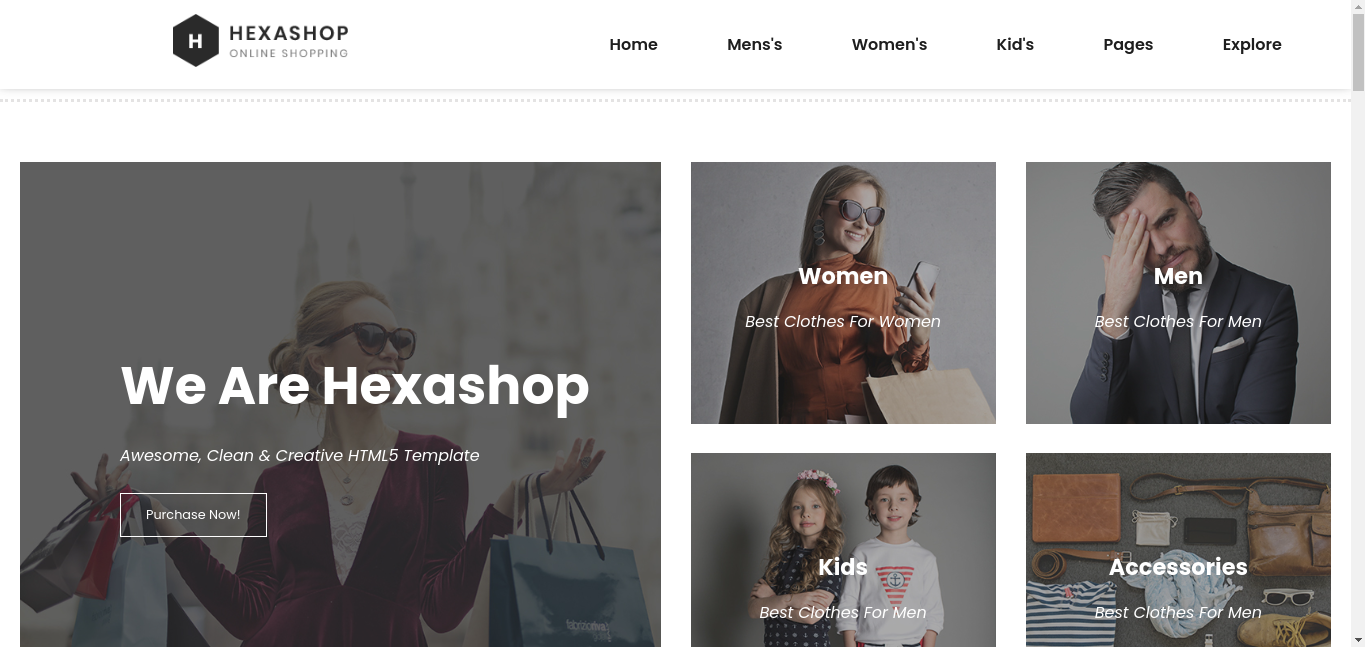 H HEXASHOP
ONLINE SHOPPING
Home Mens's Women's Kid's Pages Explore
We Are Hexashop
Awesome, Clean & Creative HTML5 Template
Purchase Now!
Women
Best Clothes For Women
Men
Best Clothes For Men
Kids
Best Clothes For Men
Accessories
Best Clothes For Men